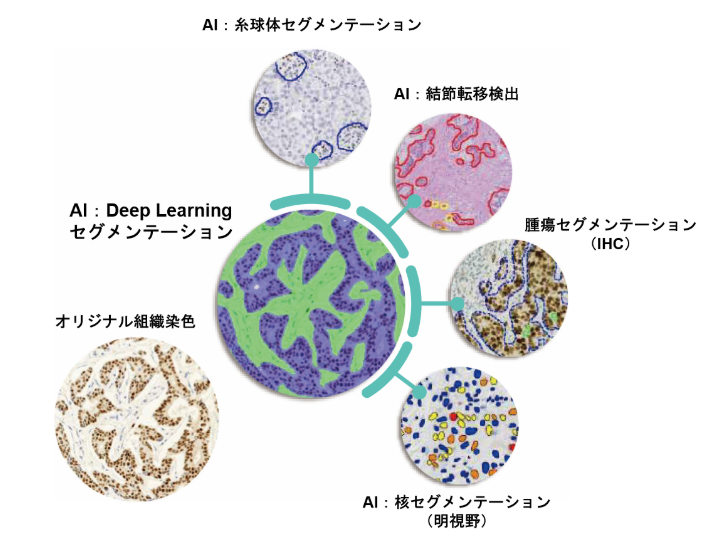 AI：糸球体セグメンテーション
AI：結節転移検出
AI：Deep Learning
セグメンテーション
腫瘍セグメンテーション
（IHC）
オリジナル組織染色
AI：核セグメンテーション
（明視野）